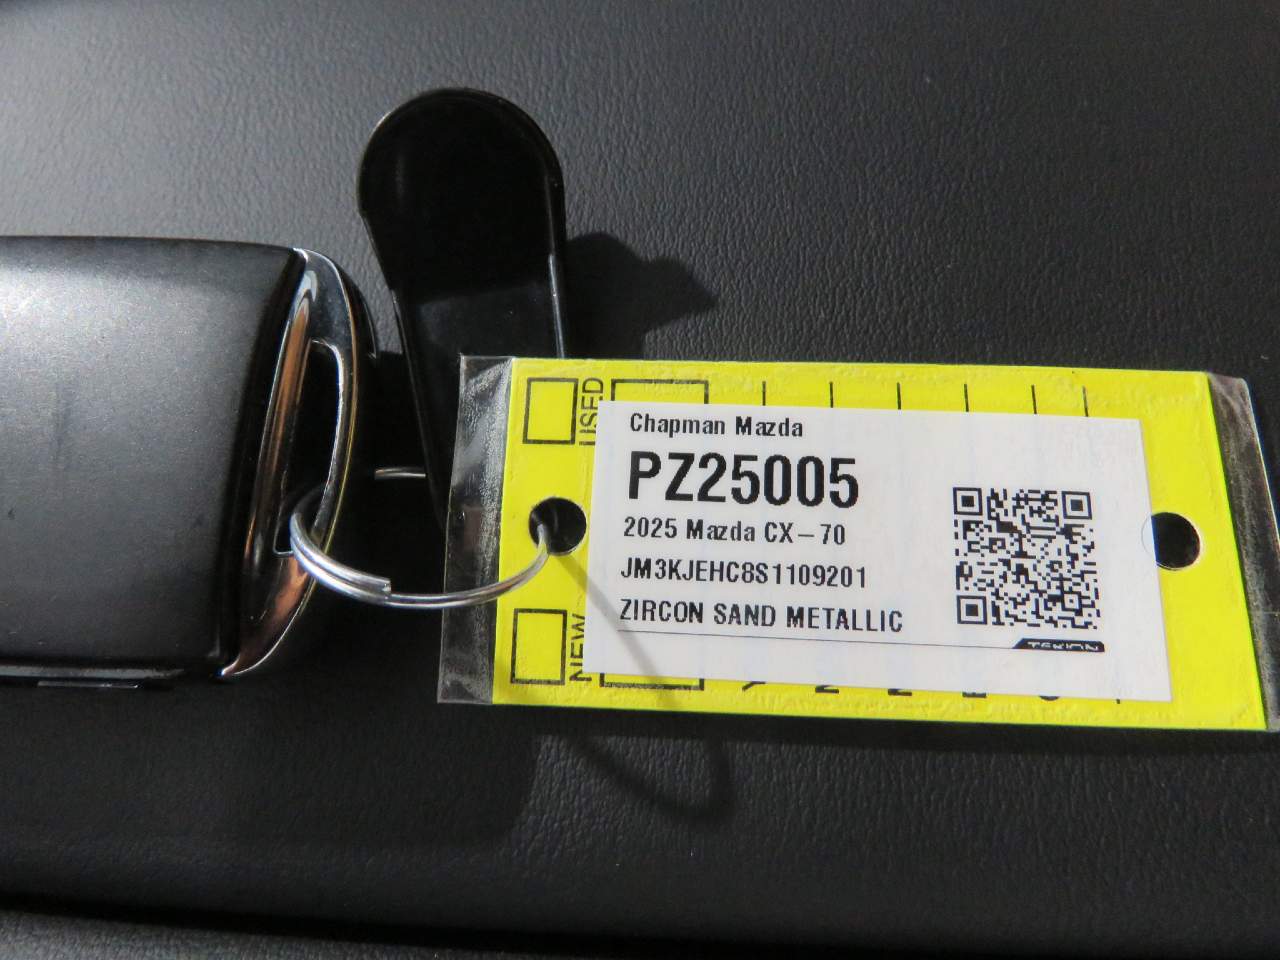 USED
Chapman Mazda
PZ25005
2025 Mazda CX-70
JM3KJEHC8S1109201
ZIRCON SAND METALLIC
TEKION
NEW